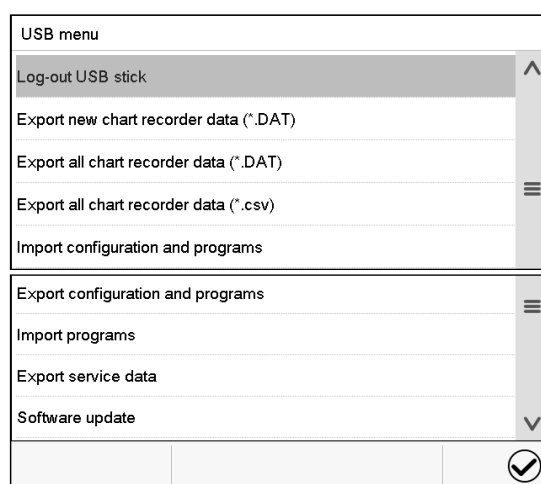 USB menu
Log-out USB stick
Export new chart recorder data (*.DAT)
Export all chart recorder data (*.DAT)
Export all chart recorder data (*.csv)
Import configuration and programs
Export configuration and programs
Import programs
Export service data
Software update